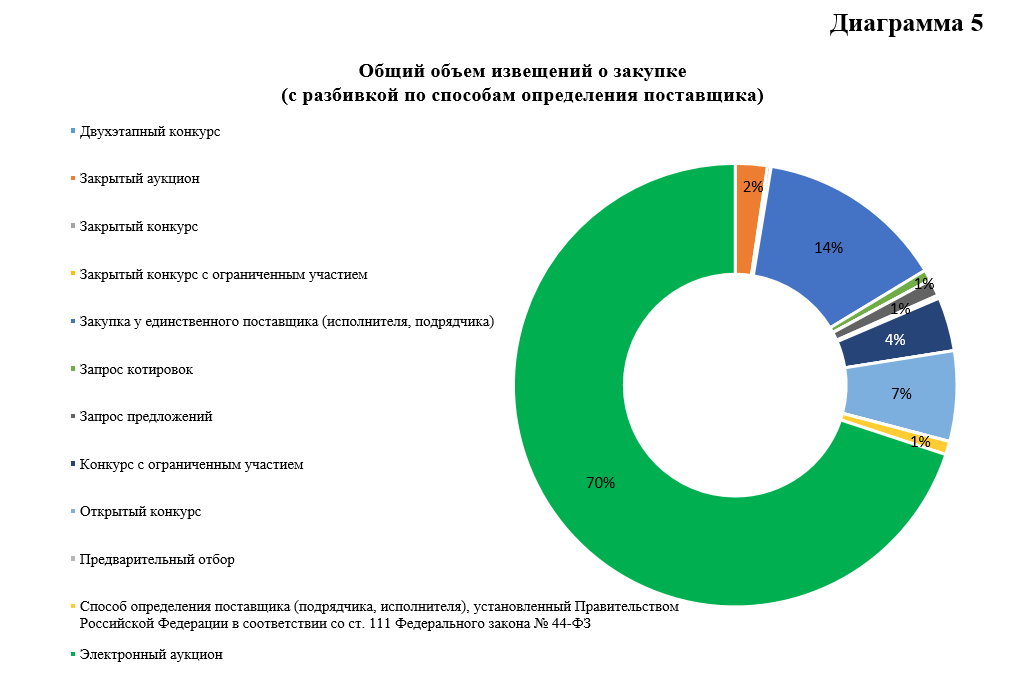 Диаграмма 5
Общий объем извещений о закупке
(с разбивкой по способам определения поставщика)
Двухэтапный конкурс
Закрытый аукцион
Закрытый конкурс
Закрытый конкурс с ограниченным участием
Закупка у единственного поставщика (исполнителя, подрядчика)
Запрос котировок
Запрос предложений
Конкурс с ограниченным участием
Открытый конкурс
Предварительный отбор
Способ определения поставщика (подрядчика, исполнителя), установленный Правительством
Российской Федерации в соответствии со ст. 111 Федерального закона № 44-ФЗ
Электронный аукцион
2%
14%
1%
1%
4%
7%
1%
70%